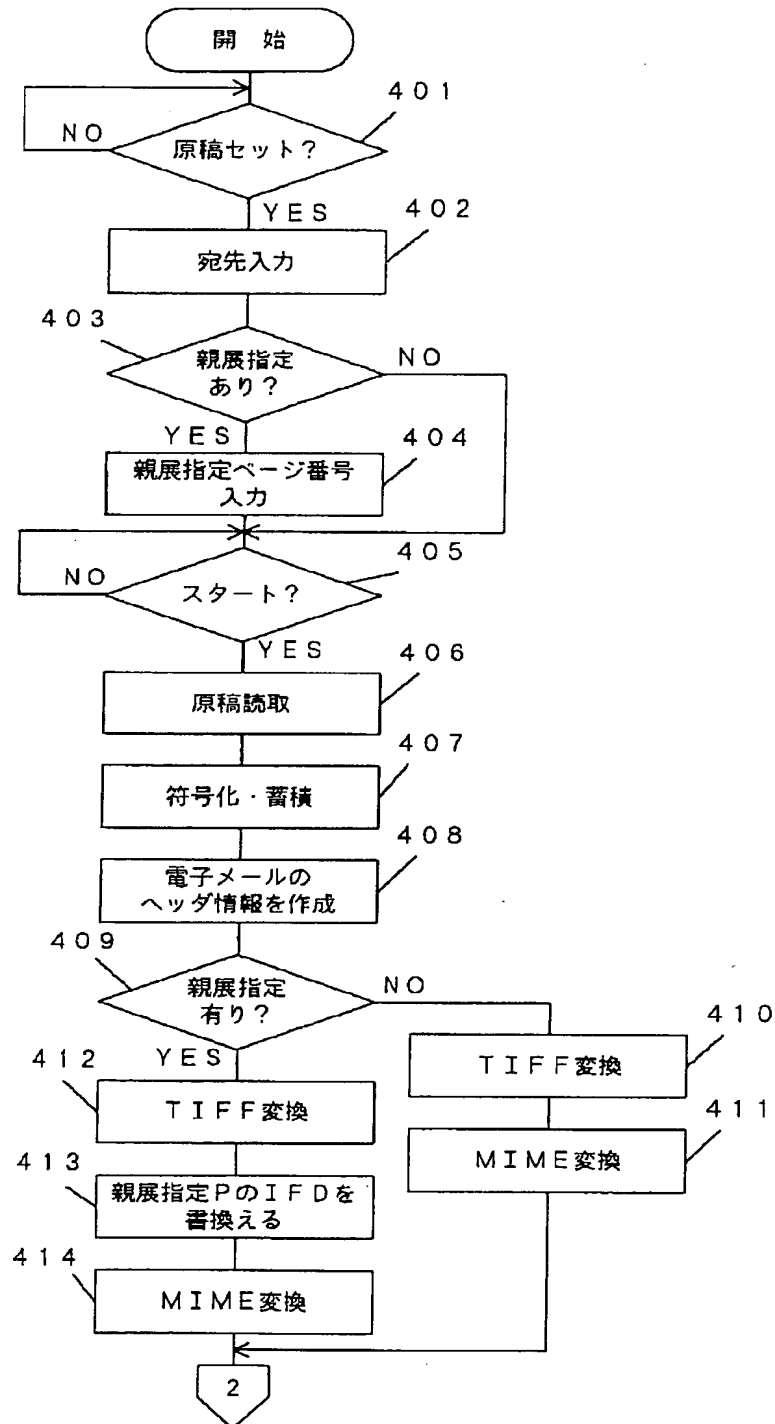 開 始
401
NO
原稿セット?
YES
402
宛先入力
403
親展指定
あり?
NO
YES
404
親展指定ページ番号
入力
405
NO
スタート?
YES
406
原稿読取
407
符号化・蓄積
408
電子メールの
ヘッダ情報を作成
409
親展指定
有り?
NO
410
YES
412
TIFF変換
TIFF変換
411
413
MIME変換
親展指定PのIFDを
書換える
414
MIME変換
2